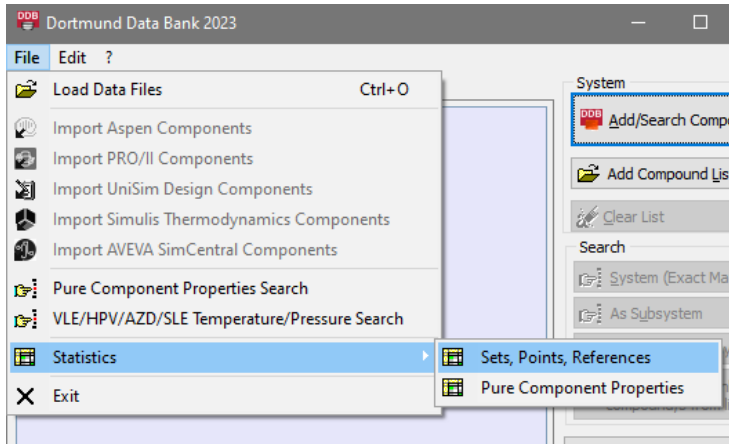 DDB Dortmund Data Bank 2023
File Edit ?
Load Data Files Ctrl+O
Import Aspen Components
Import PRO/II Components
Import UniSim Design Components
Import Simulis Thermodynamics Components
Import AVEVA SimCentral Components
Pure Component Properties Search
VLE/HPV/AZD/SLE Temperature/Pressure Search
Statistics
Exit
Sets, Points, References
Pure Component Properties
System
DDB Add/Search Compo
Add Compound Lis
Clear List
Search
System (Exact Ma
As Subsystem